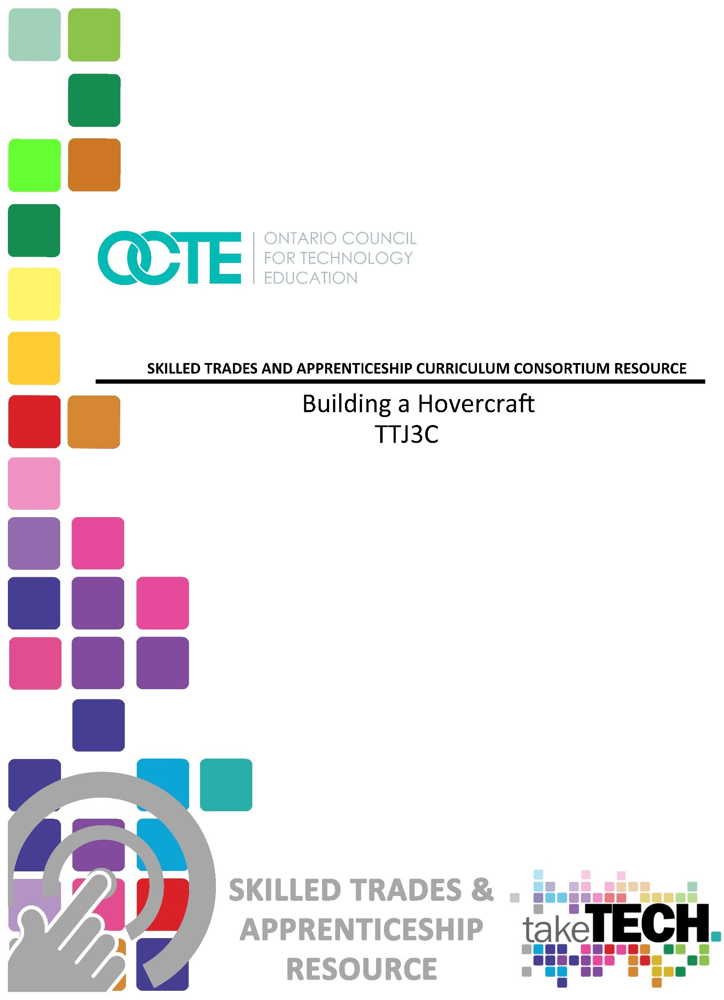 OCTE
ONTARIO COUNCIL
FOR TECHNOLOGY
EDUCATION
SKILLED TRADES AND APPRENTICESHIP CURRICULUM CONSORTIUM RESOURCE
Building a Hovercraft
TTJ3C
SKILLED TRADES &
APPRENTICESHIP
RESOURCE
takeTECH